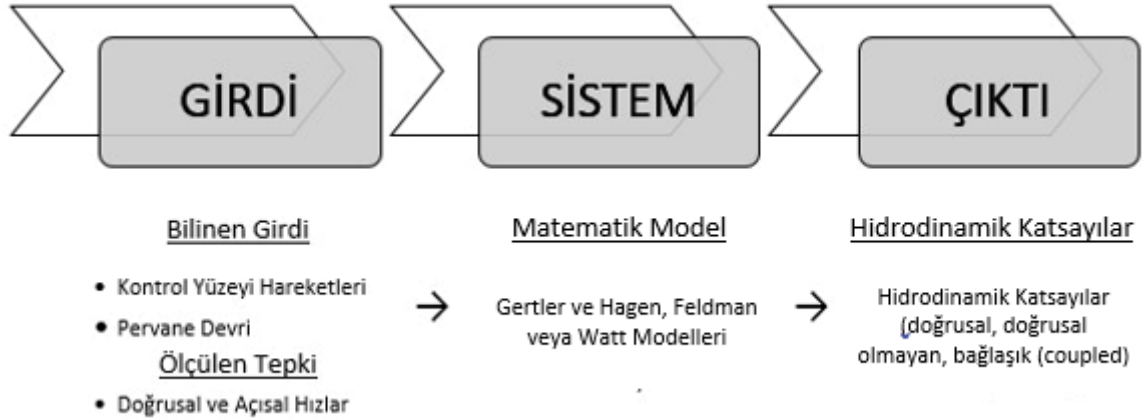 GİRDİ
SİSTEM
ÇIKTI
Bilinen Girdi
• Kontrol Yüzeyi Hareketleri
• Pervane Devri
Ölçülen Tepki
• Doğrusal ve Açısal Hızlar
→
Matematik Model
Gertler ve Hagen, Feldman
veya Watt Modelleri
→
Hidrodinamik Katsayılar
Hidrodinamik Katsayılar
(doğrusal, doğrusal
olmayan, bağlaşık (coupled)